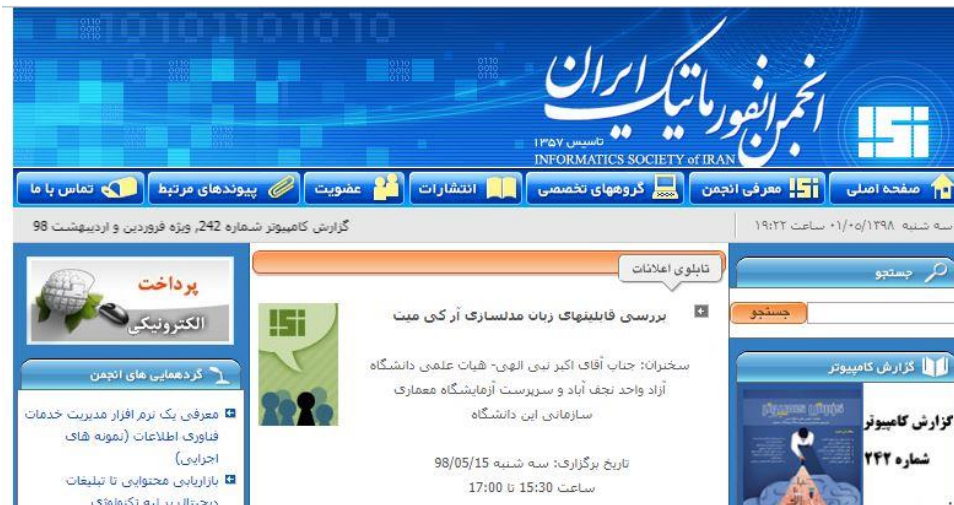 انجمن انفورماتیک ایران
تاسیس ۱۳۵۷
INFORMATICS SOCIETY of IRAN
صفحه اصلی
معرفی انجمن
گروههای تخصصی
انتشارات
عضویت
پیوندهای مرتبط
تماس با ما
سه شنبه ۰۱/۰۵/۱۳۹۸ ساعت ۱۹:۲۲
گزارش کامپیوتر شماره 242, ویژه فروردین و اردیبهشت 98
جستجو
جستجو
گزارش کامپیوتر
گزارش کامپیوتر
شماره ۲۴۲
تابلوی اعلانات
بررسی قابلیتهای زبان مدلسازی آر کی میت
سخنران: جناب آقای اکبر نبی الهی- هیات علمی دانشگاه
آزاد واحد نجف آباد و سرپرست آزمایشگاه معماری
سازمانی این دانشگاه
تاریخ برگزاری: سه شنبه 98/05/15
ساعت 15:30 تا 17:00
پرداخت
الکترونیکی
گردهمایی های انجمن
معرفی یک نرم افزار مدیریت خدمات
فناوری اطلاعات (نمونه های
اجرایی)
بازاریابی محتوایی تا تبلیغات